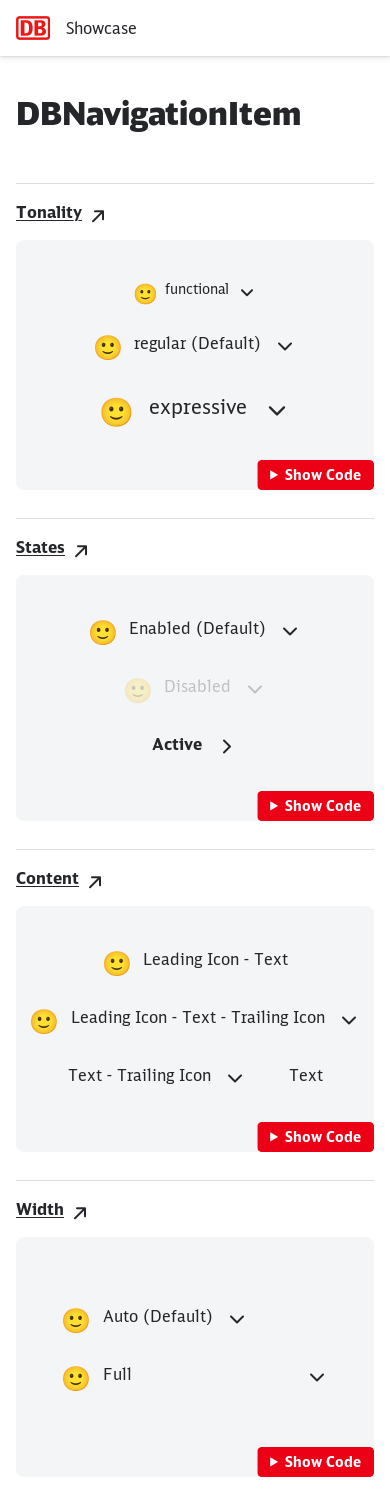 DB Showcase
DBNavigationItem
Tonality
functional
regular (Default)
expressive
Show Code
States
Enabled (Default)
Disabled
Active
Show Code
Content
Leading Icon - Text
Leading Icon - Text - Trailing Icon
Text - Trailing Icon Text
Show Code
Width
Auto (Default)
Full
Show Code